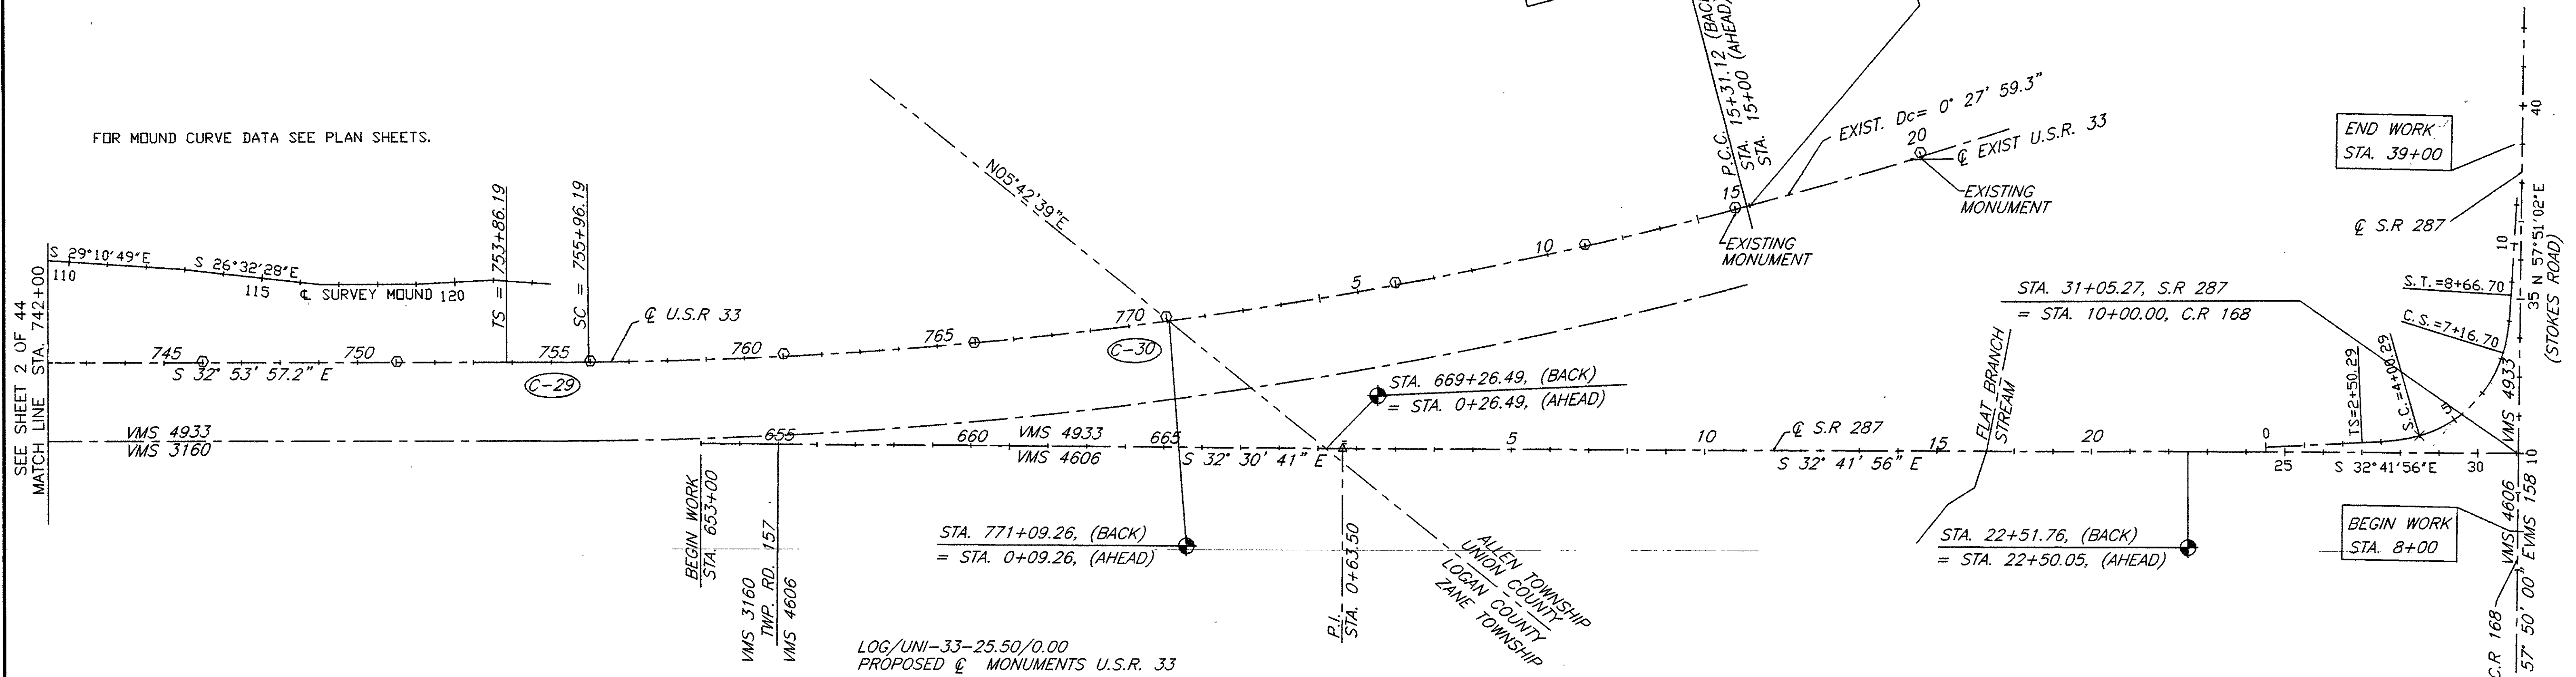 FOR MOUND CURVE DATA SEE PLAN SHEETS.
SEE SHEET 2 OF 44
MATCH LINE STA. 742+00
S 29°10'49"E
110
S 26°32'28"E
115
℄ SURVEY MOUND 120
TS = 753+86.19
SC = 755+96.19
℄ U.S.R 33
745
750
755
760
765
770
5
10
15
20
S 32° 53' 57.2" E
C-29
C-30
N05°42'39"E
P.C.C.
STA. 15+31.12 (BACK
STA. 15+00 (AHEAD)
EXIST. Dc= 0° 27' 59.3"
℄ EXIST U.S.R. 33
EXISTING
MONUMENT
EXISTING
MONUMENT
STA. 669+26.49, (BACK)
= STA. 0+26.49, (AHEAD)
VMS 4933
VMS 3160
655
660
VMS 4933
VMS 4606
665
S 32° 30' 41" E
5
10
℄ S.R 287
S 32° 41' 56" E
15
FLAT BRANCH
STREAM
20
0
25
S 32°41'56"E
30
BEGIN WORK
STA. 653+00
VMS 3160
TWP. RD. 157
VMS 4606
STA. 771+09.26, (BACK)
= STA. 0+09.26, (AHEAD)
P.I.
STA. 0+63.50
ALLEN TOWNSHIP
UNION COUNTY
LOGAN COUNTY
ZANE TOWNSHIP
STA. 22+51.76, (BACK)
= STA. 22+50.05, (AHEAD)
STA. 31+05.27, S.R 287
= STA. 10+00.00, C.R 168
END WORK
STA. 39+00
℄ S.R 287
40
10
S.T.=8+66.70
C.S.=7+16.70
TS=2+50.29
S.C.=4+00.29
5
35 N 57°51'02"E
(STOKES ROAD)
VMS 4933
VMS 4606
10
VMS 158
BEGIN WORK
STA. 8+00
C.R 168
57° 50' 00" E
LOG/UNI-33-25.50/0.00
PROPOSED ℄ MONUMENTS U.S.R. 33